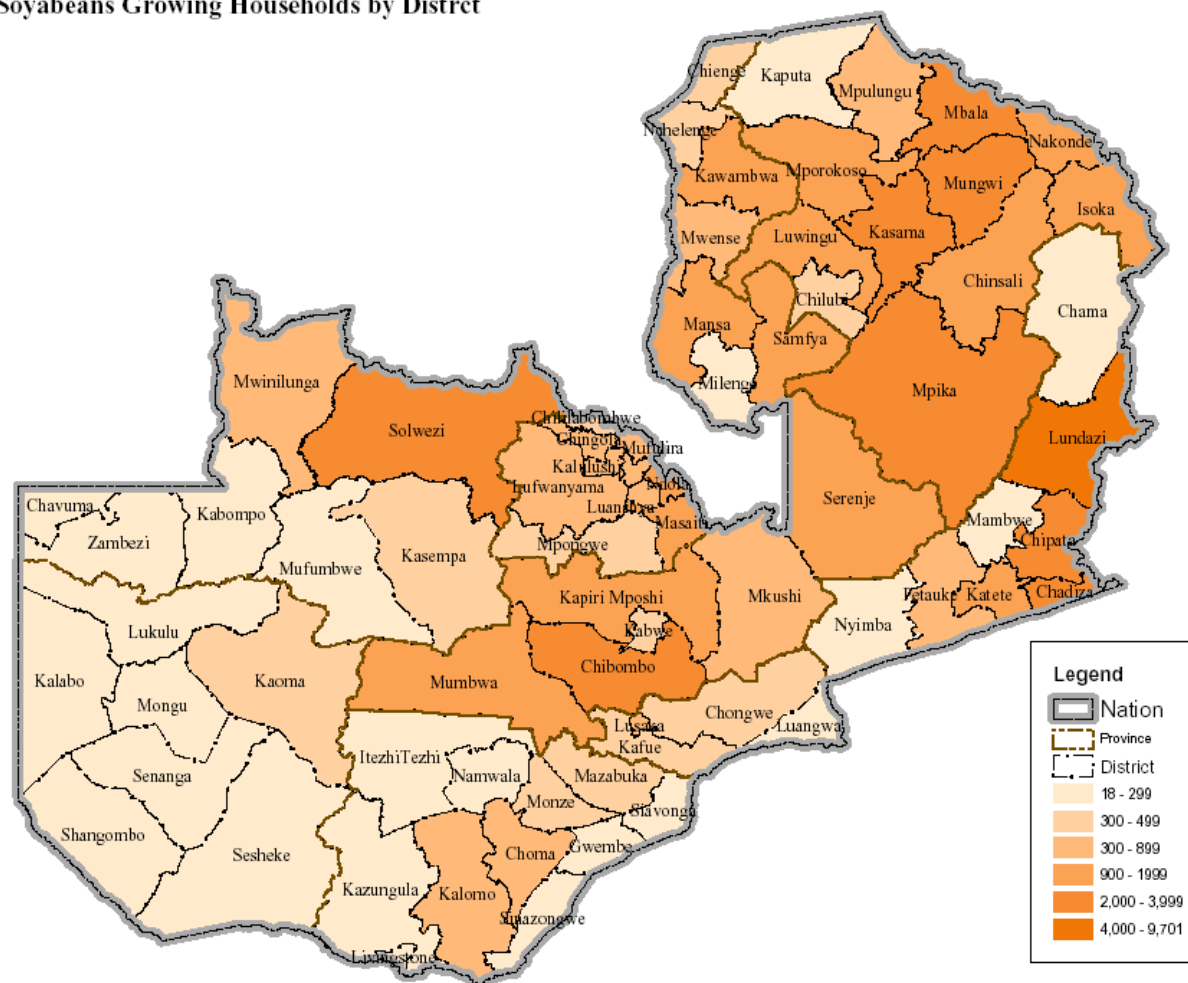 Soyabeans Growing Households by Distrct
Chienge
Kaputa
Mpulungu
Mbala
Nchelenge
Nakonde
Kawambwa
Mporokoso
Mungwi
Isoka
Mwense
Luwingu
Kasama
Chinsali
Chilubi
Chama
Mansa
Samfya
Milenge
Mpika
Mwinilunga
Lundazi
Solwezi
Chililabombwe
Chingola
Mufulira
Kalulushi
Lufwanyama
Ndola
Luanshya
Serenje
Chavuma
Kabompo
Masaiti
Mambwe
Zambezi
Mpongwe
Chipata
Kasempa
Mufumbwe
Kapiri Mposhi
Mkushi
Petauke
Katete
Chadiza
Nyimba
Lukulu
Kabwe
Chibombo
Kalabo
Kaoma
Mumbwa
Mongu
Chongwe
Lusaka
Luangwa
Kafue
ItezhiTezhi
Namwala
Mazabuka
Senanga
Monze
Siavonga
Shangombo
Sesheke
Choma
Gwembe
Kazungula
Kalomo
Sinazongwe
Livingstone
Legend
Nation
Province
District
18 - 299
300 - 499
300 - 899
900 - 1999
2,000 - 3,999
4,000 - 9,701